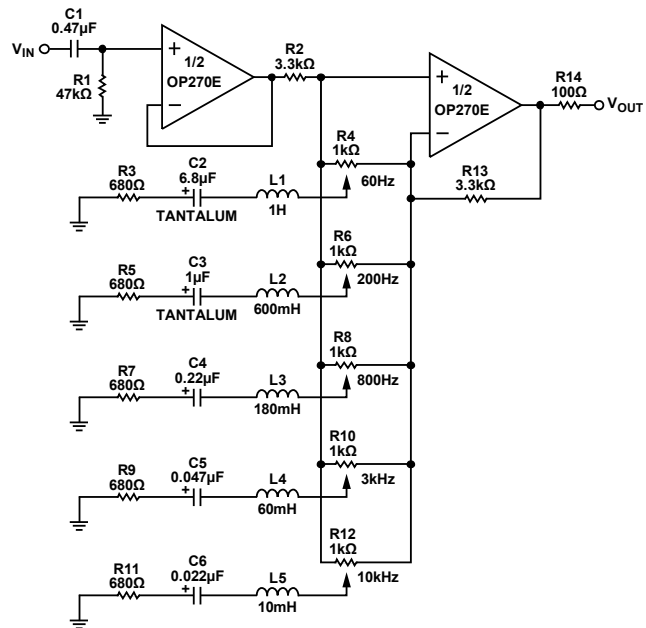 C1
0.47µF
VIN
R1
47kΩ
+
1/2
OP270E
–
R2
3.3kΩ
+
1/2
OP270E
–
R14
100Ω
VOUT
R13
3.3kΩ
R4
1kΩ
60Hz
R3
680Ω
C2
6.8µF
+
TANTALUM
L1
1H
R6
1kΩ
200Hz
R5
680Ω
C3
1µF
+
TANTALUM
L2
600mH
R8
1kΩ
800Hz
R7
680Ω
C4
0.22µF
+
L3
180mH
R10
1kΩ
3kHz
R9
680Ω
C5
0.047µF
+
L4
60mH
R12
1kΩ
10kHz
R11
680Ω
C6
0.022µF
+
L5
10mH